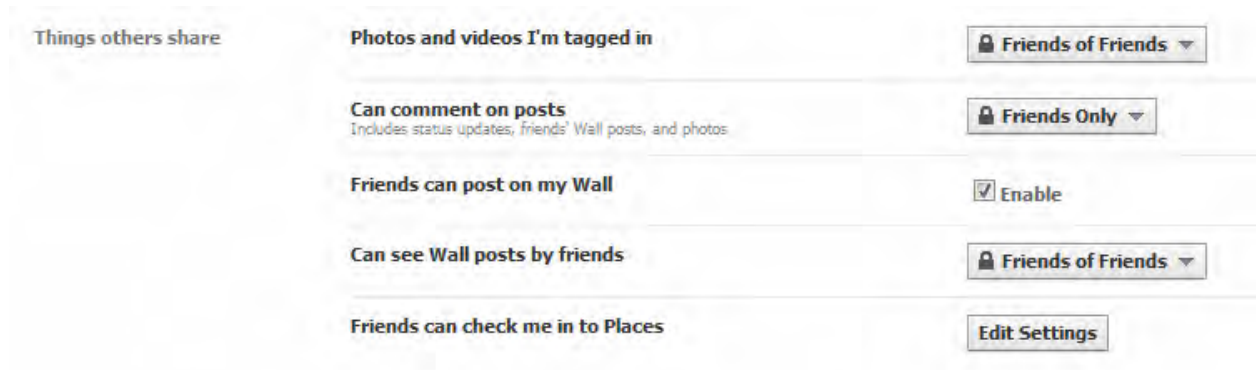 Things others share
Photos and videos I'm tagged in
Friends of Friends
Can comment on posts
Includes status updates, friends' Wall posts, and photos
Friends Only
Friends can post on my Wall
Enable
Can see Wall posts by friends
Friends of Friends
Friends can check me in to Places
Edit Settings